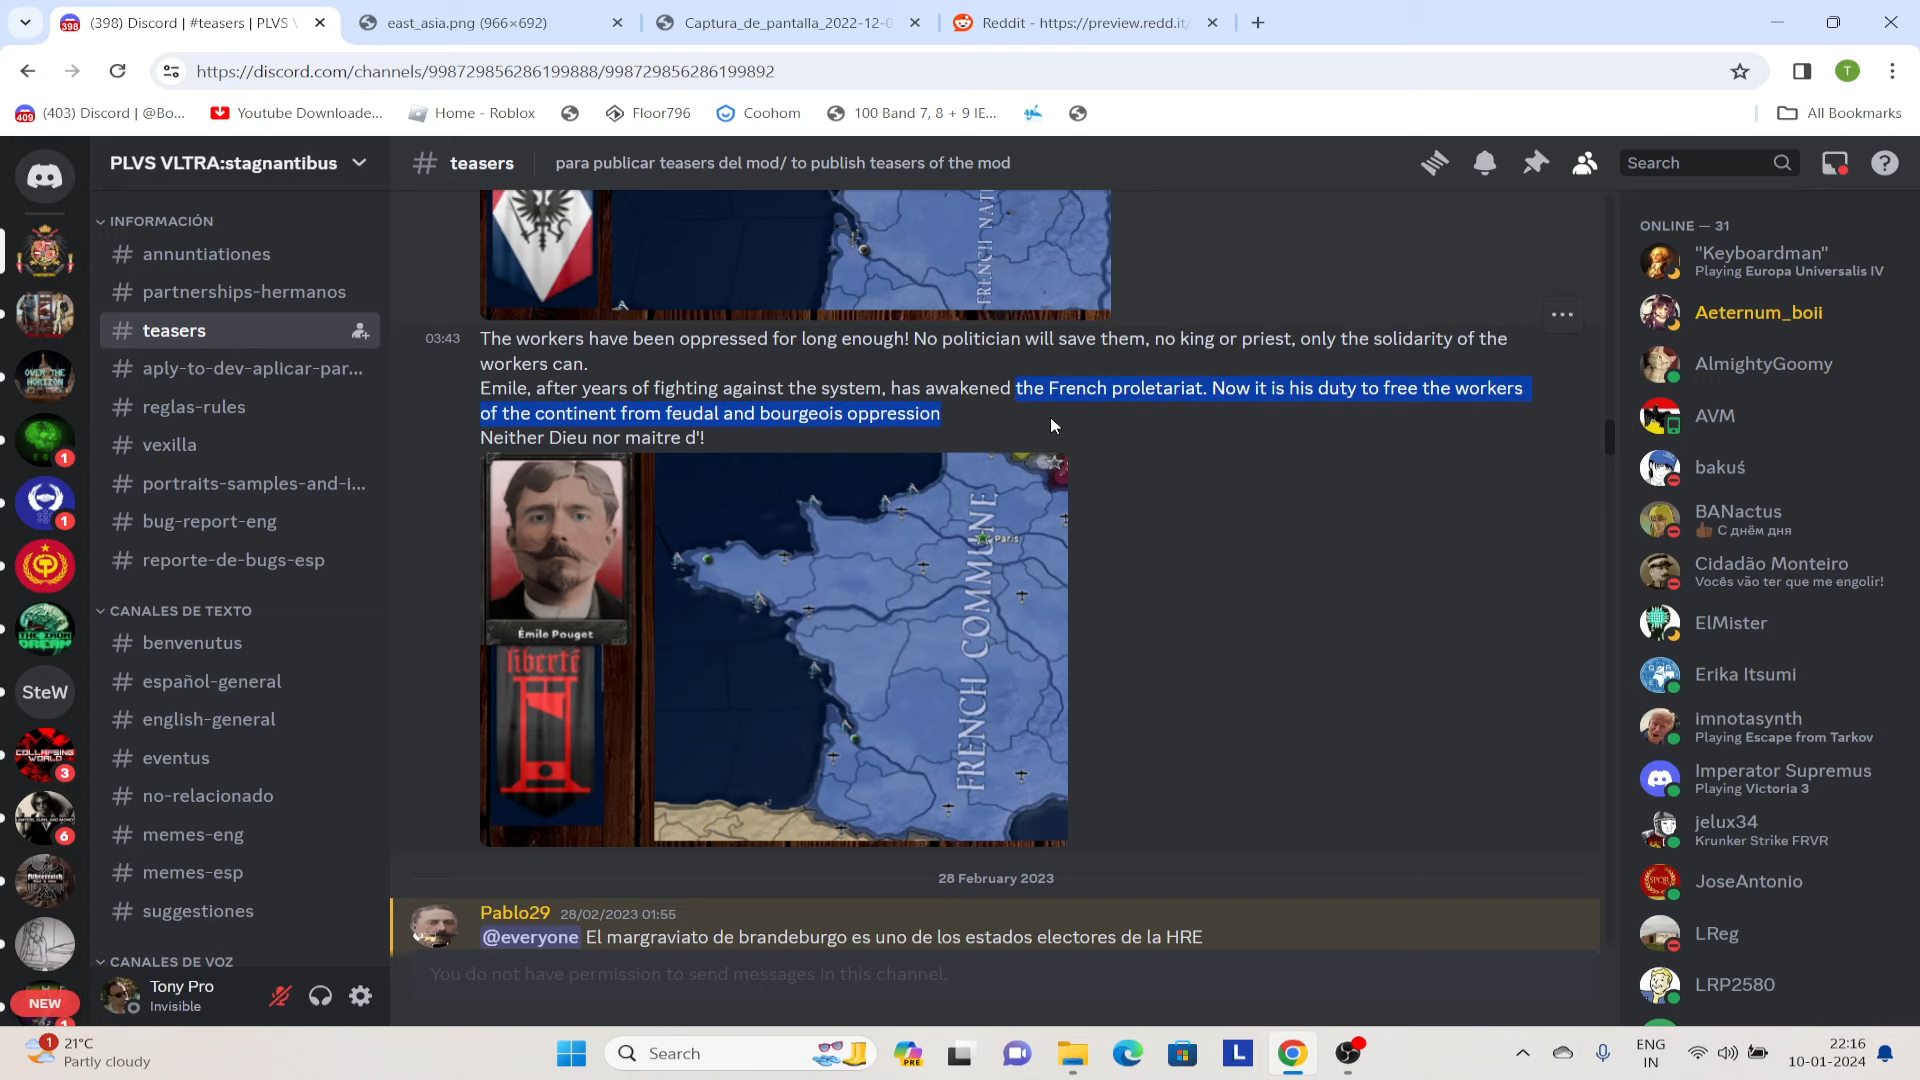 (398) Discord | #teasers | PLVS \
east_asia.png (966×692)
Captura_de_pantalla_2022-12-0
Reddit - https://preview.redd.it/
https://discord.com/channels/998729856286199888/998729856286199892
(403) Discord | @Bo...
Youtube Downloade...
Home - Roblox
Floor796
Coohom
100 Band 7, 8 + 9 IE...
All Bookmarks
PLVS VLTRA:stagnantibus
teasers
para publicar teasers del mod/ to publish teasers of the mod
Search
INFORMACIÓN
annuntiationes
partnerships-hermanos
teasers
aply-to-dev-aplicar-par...
reglas-rules
vexilla
portraits-samples-and-i...
bug-report-eng
reporte-de-bugs-esp
CANALES DE TEXTO
benvenutus
español-general
english-general
eventus
no-relacionado
memes-eng
memes-esp
suggestiones
CANALES DE VOZ
Tony Pro
Invisible
OVER THE HORIZON
THE IRON DREAM
SteW
COLLAPSING WORLD
NEW
FRENCH NAT
03:43
The workers have been oppressed for long enough! No politician will save them, no king or priest, only the solidarity of the
workers can.
Emile, after years of fighting against the system, has awakened the French proletariat. Now it is his duty to free the workers
of the continent from feudal and bourgeois oppression
Neither Dieu nor maitre d'!
Émile Pouget
liberté
FRENCH COMMUNE
Paris
28 February 2023
Pablo29 28/02/2023 01:55
@everyone El margraviato de brandeburgo es uno de los estados electores de la HRE
You do not have permission to send messages in this channel.
ONLINE — 31
"Keyboardman"
Playing Europa Universalis IV
Aeternum_boii
AlmightyGoomy
AVM
bakuś
BANactus
С днём дня
Cidadão Monteiro
Vocês vão ter que me engolir!
ElMister
Erika Itsumi
imnotasynth
Playing Escape from Tarkov
Imperator Supremus
Playing Victoria 3
jelux34
Krunker Strike FRVR
JoseAntonio
LReg
LRP2580
21°C
Partly cloudy
Search
ENG
IN
22:16
10-01-2024